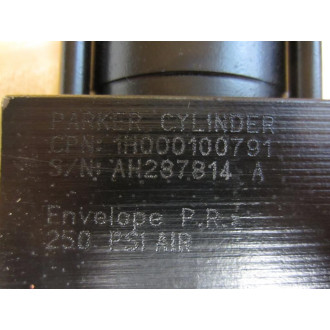 PARKER CYLINDER
CPN: 1H000100791
S/N: AH287814 A
Envelope P.R.:
250 PSI AIR